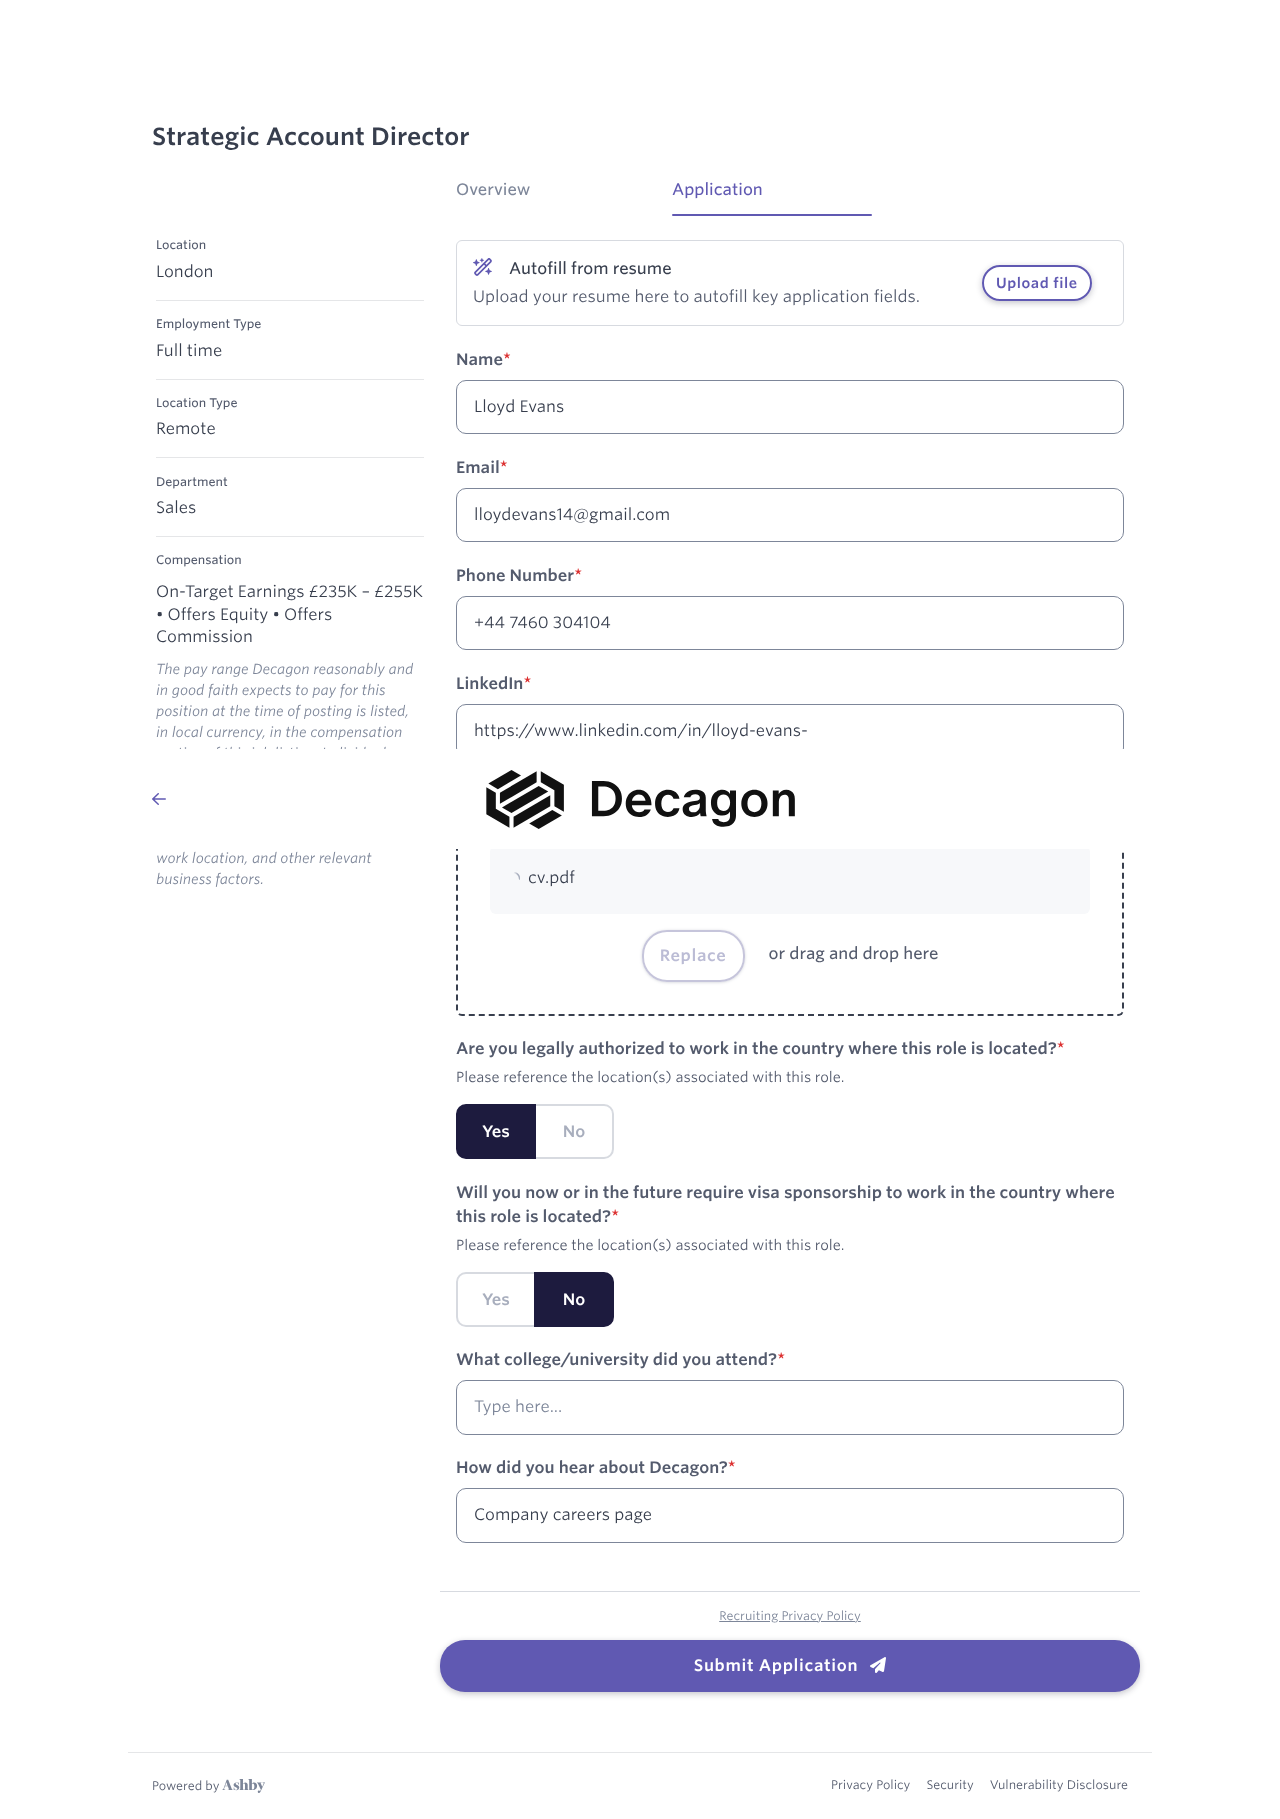 Strategic Account Director
Overview
Application
Location
London
Employment Type
Full time
Location Type
Remote
Department
Sales
Compensation
On-Target Earnings £235K – £255K
• Offers Equity • Offers
Commission
The pay range Decagon reasonably and
in good faith expects to pay for this
position at the time of posting is listed,
in local currency, in the compensation
work location, and other relevant
business factors.
Autofill from resume
Upload your resume here to autofill key application fields.
Upload file
Name*
Lloyd Evans
Email*
lloydevans14@gmail.com
Phone Number*
+44 7460 304104
LinkedIn*
https://www.linkedin.com/in/lloyd-evans-
Decagon
cv.pdf
Replace
or drag and drop here
Are you legally authorized to work in the country where this role is located?*
Please reference the location(s) associated with this role.
Yes
No
Will you now or in the future require visa sponsorship to work in the country where
this role is located?*
Please reference the location(s) associated with this role.
Yes
No
What college/university did you attend?*
Type here...
How did you hear about Decagon?*
Company careers page
Recruiting Privacy Policy
Submit Application
Powered by Ashby
Privacy Policy
Security
Vulnerability Disclosure